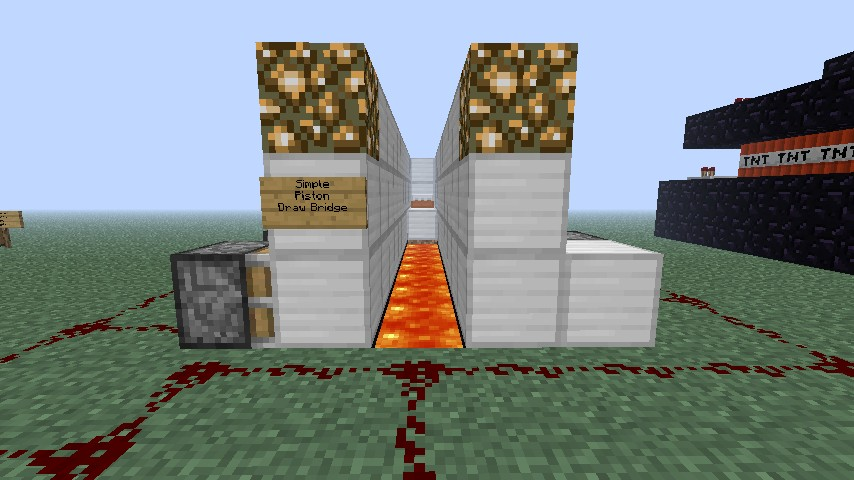 Simple
Piston
Draw Bridge
TNT TNT TNT